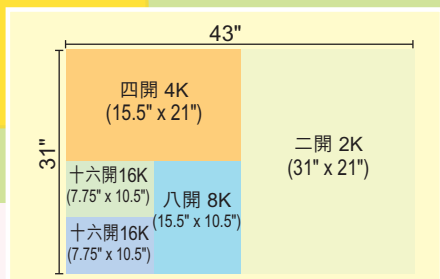 43"
31"
四開 4K
(15.5" x 21")
二開 2K
(31" x 21")
十六開16K
(7.75" x 10.5")
八開 8K
(15.5" x 10.5")
十六開16K
(7.75" x 10.5")